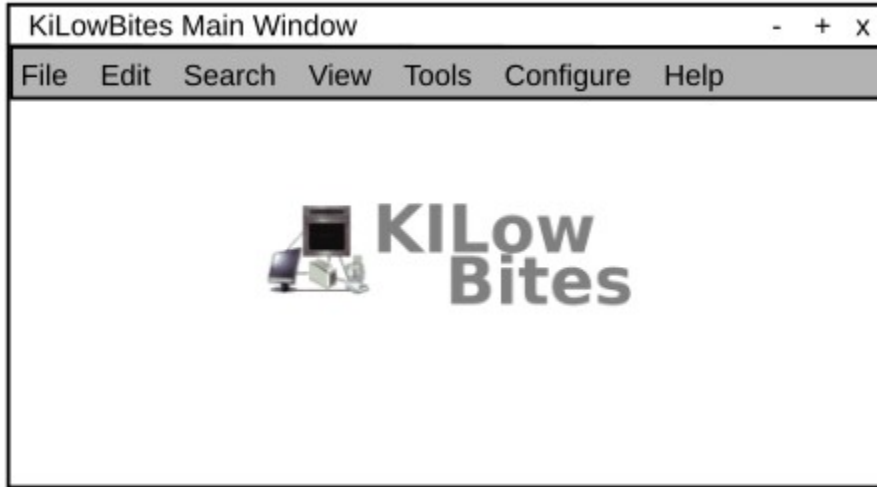 KiLowBites Main Window - + x
File Edit Search View Tools Configure Help
KILow
Bites